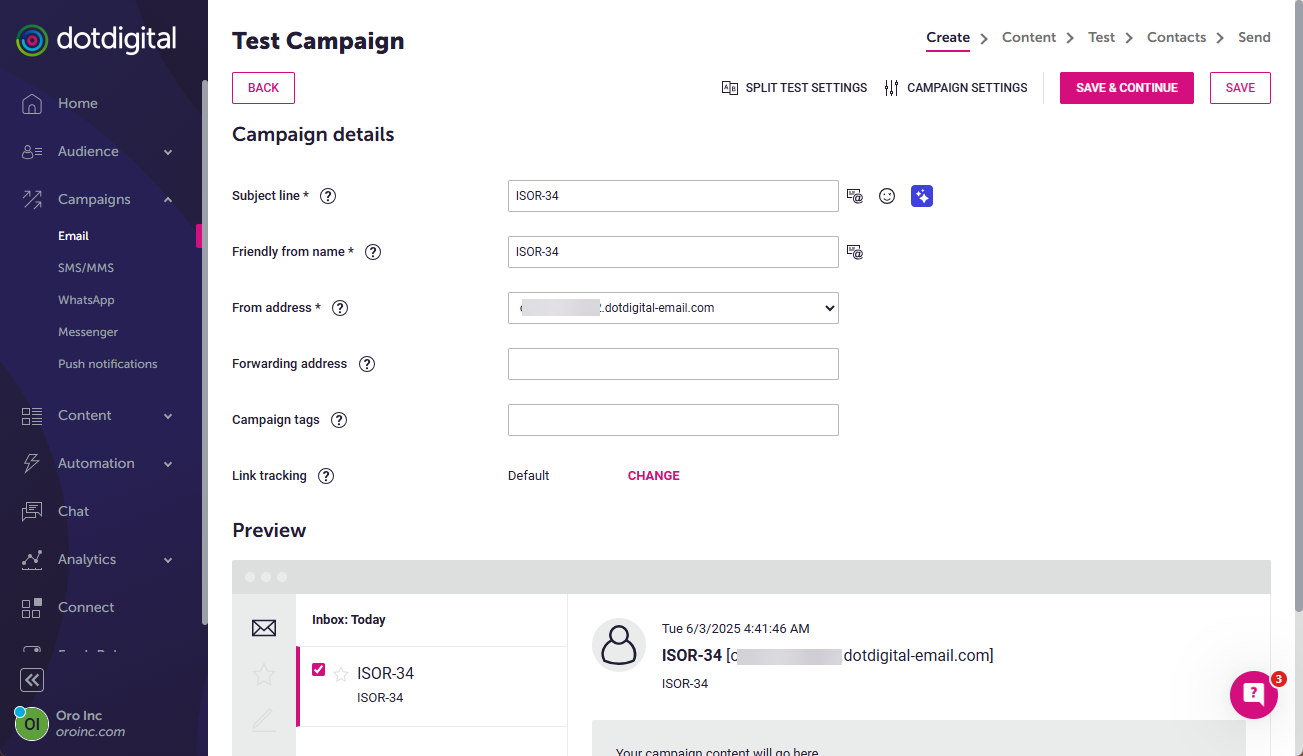 dotdigital
Home
Audience
Campaigns
Email
SMS/MMS
WhatsApp
Messenger
Push notifications
Content
Automation
Chat
Analytics
Connect
OI
Oro Inc
oroinc.com
Test Campaign
Create > Content > Test > Contacts > Send
BACK
A B SPLIT TEST SETTINGS
CAMPAIGN SETTINGS
SAVE & CONTINUE
SAVE
Campaign details
Subject line * ? ISOR-34
Friendly from name * ? ISOR-34
From address * ? .dotdigital-email.com
Forwarding address ?
Campaign tags ?
Link tracking ? Default CHANGE
Preview
Inbox: Today
ISOR-34
ISOR-34
Tue 6/3/2025 4:41:46 AM
ISOR-34 [ dotdigital-email.com]
ISOR-34
Your campaign content will go here
?
3